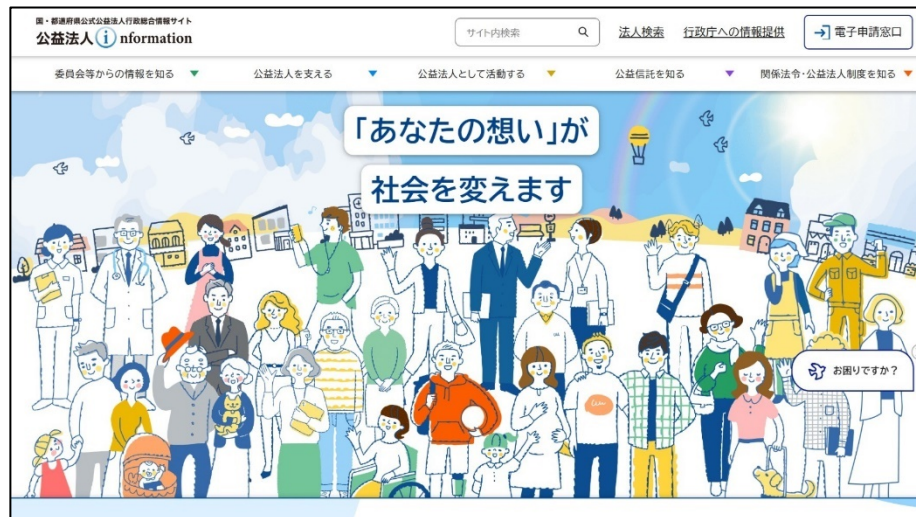 国・都道府県公式公益法人行政総合情報サイト
公益法人 information
サイト内検索
法人検索
行政庁への情報提供
電子申請窓口
委員会等からの情報を知る
公益法人を支える
公益法人として活動する
公益信託を知る
関係法令・公益法人制度を知る
「あなたの想い」が
社会を変えます
お困りですか？